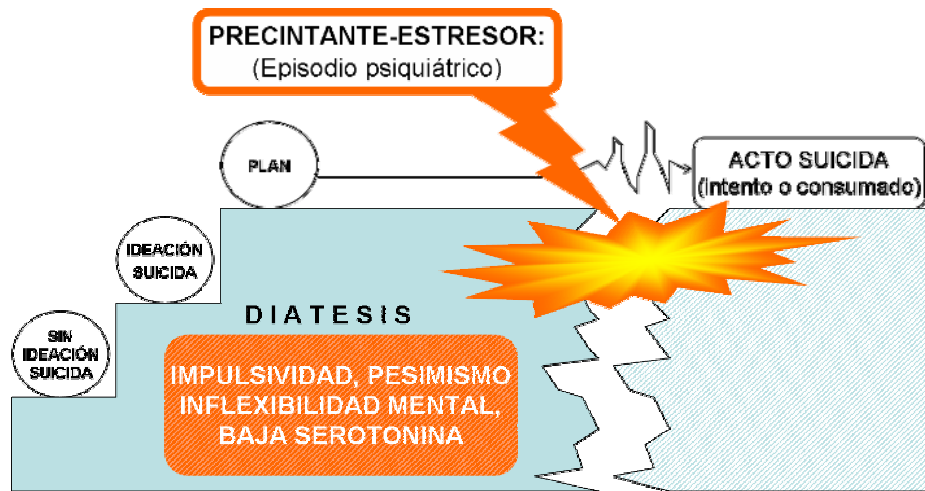 PRECINTANTE-ESTRESOR:
(Episodio psiquiátrico)
PLAN
ACTO SUICIDA
(Intento o consumado)
IDEACIÓN
SUICIDA
SIN
IDEACIÓN
SUICIDA
DIATESIS
IMPULSIVIDAD, PESIMISMO
INFLEXIBILIDAD MENTAL,
BAJA SEROTONINA